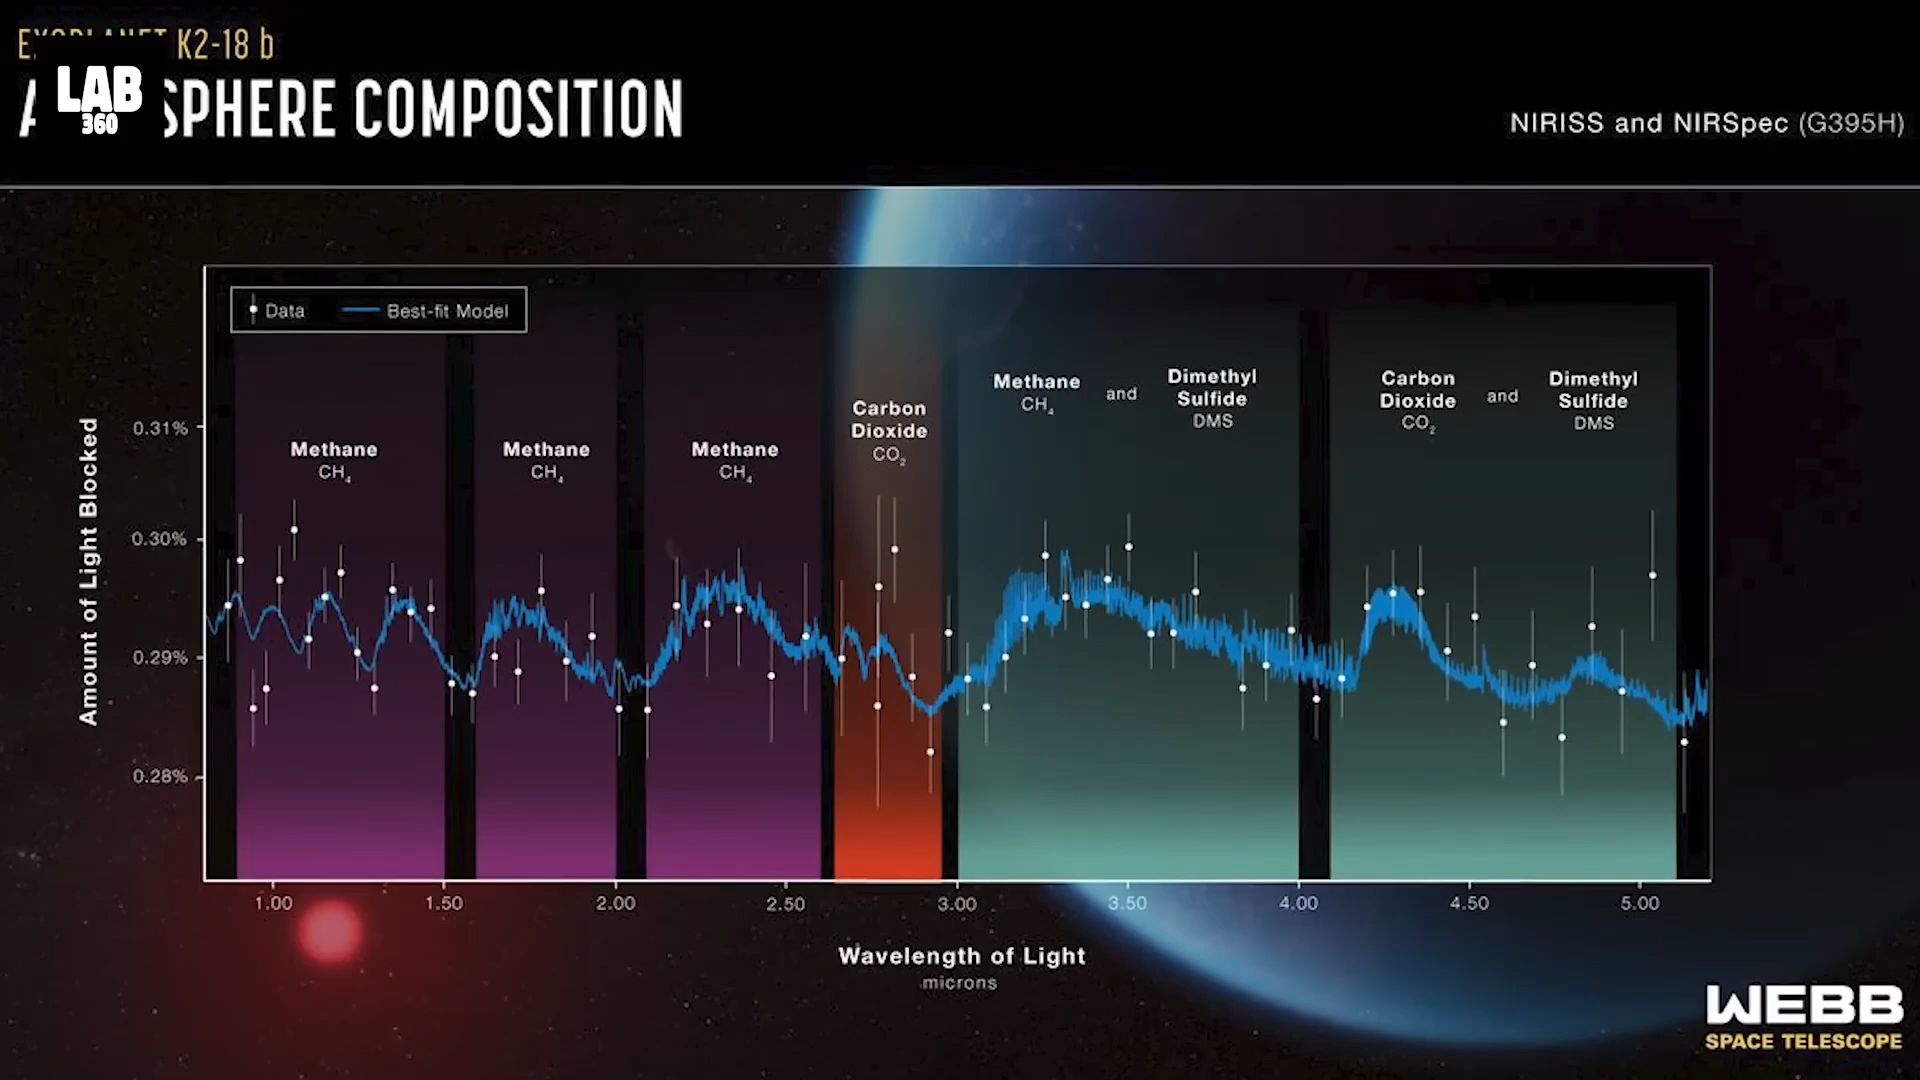 K2-18 b
LAB
360
COMPOSITION
NIRISS and NIRSpec (G395H)
Data
Best-fit Model
Amount of Light Blocked
0.31%
0.30%
0.29%
0.28%
Methane
CH₄
Methane
CH₄
Methane
CH₄
Carbon
Dioxide
CO₂
Methane
CH₄
and
Dimethyl
Sulfide
DMS
Carbon
Dioxide
CO₂
and
Dimethyl
Sulfide
DMS
1.00
1.50
2.00
2.50
3.00
3.50
4.00
4.50
5.00
Wavelength of Light
microns
WEBB
SPACE TELESCOPE